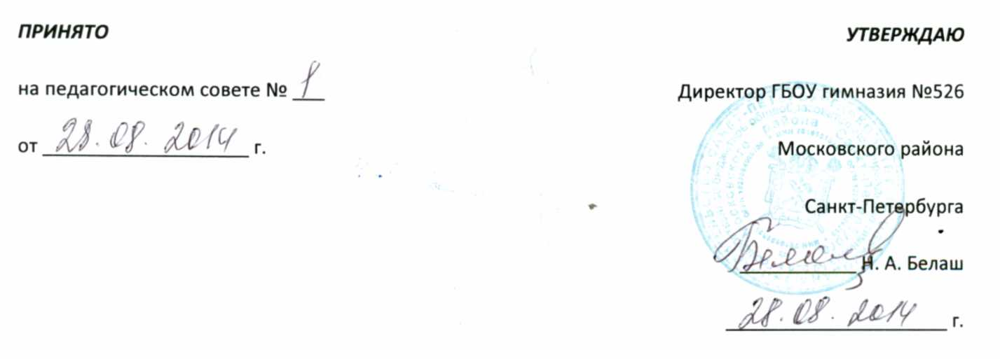 ПРИНЯТО
на педагогическом совете № 1
от 28.08.2014 г.
УТВЕРЖДАЮ
Директор ГБОУ гимназия №526
Московского района
Санкт-Петербурга
Н. А. Белаш
28.08.2014 г.